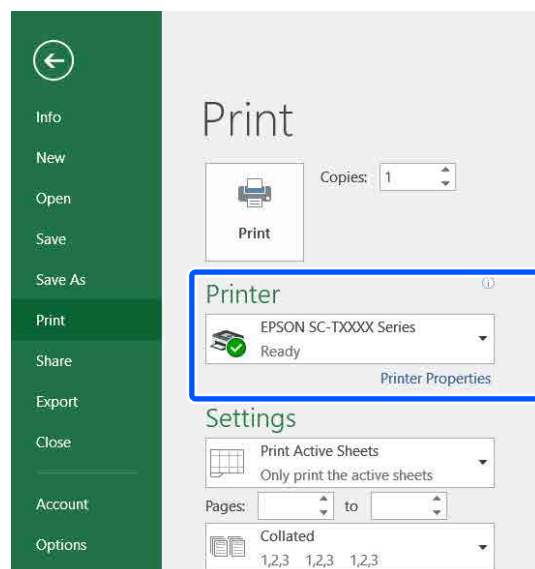 Info
New
Open
Save
Save As
Print
Share
Export
Close
Account
Options
Print
Copies: 1
Print
Printer
EPSON SC-TXXXX Series
Ready
Printer Properties
Settings
Print Active Sheets
Only print the active sheets
Pages: to
Collated
1,2,3 1,2,3 1,2,3